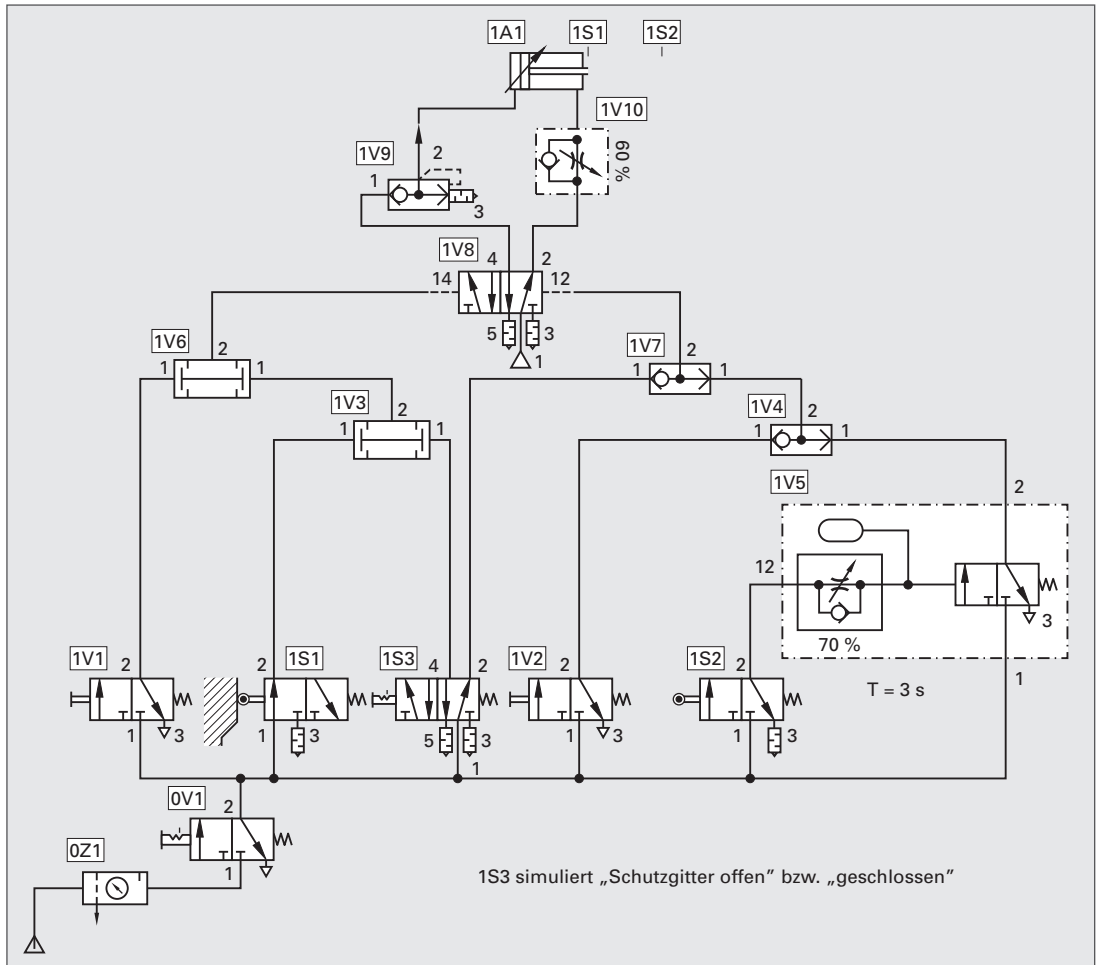 1A1 1S1 1S2
1V10
60 %
1V9 2
1
3
1V8 4 2
14 12
5 3
1
1V6 2
1 1
1V7 2
1 1
1V3 2
1 1
1V4 2
1 1
1V5
2
12
3
70 %
1
T = 3 s
1V1 2
1 3
2 1S1
1 3
1S3 4 2
5 3
1
1V2 2
1 3
1S2 2
1 3
0V1 2
1
0Z1
1S3 simuliert „Schutzgitter offen” bzw. „geschlossen”